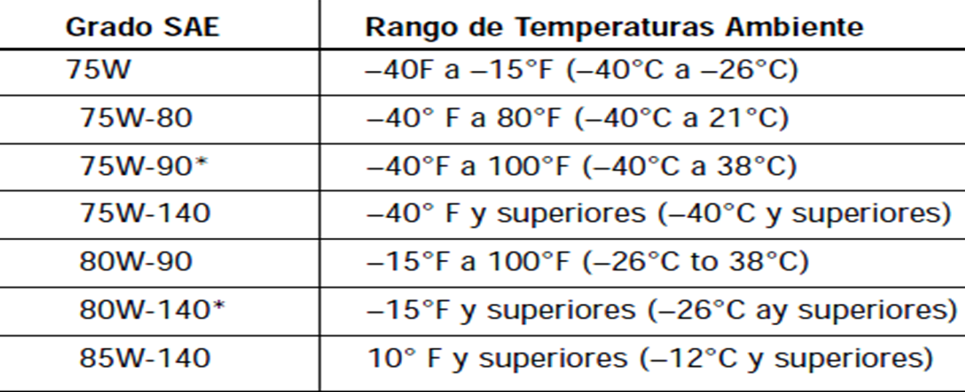 Grado SAE Rango de Temperaturas Ambiente
75W –40F a –15°F (–40°C a –26°C)
75W-80 –40° F a 80°F (–40°C a 21°C)
75W-90* –40°F a 100°F (–40°C a 38°C)
75W-140 –40° F y superiores (–40°C y superiores)
80W-90 –15°F a 100°F (–26°C to 38°C)
80W-140* –15°F y superiores (–26°C ay superiores)
85W-140 10° F y superiores (–12°C y superiores)